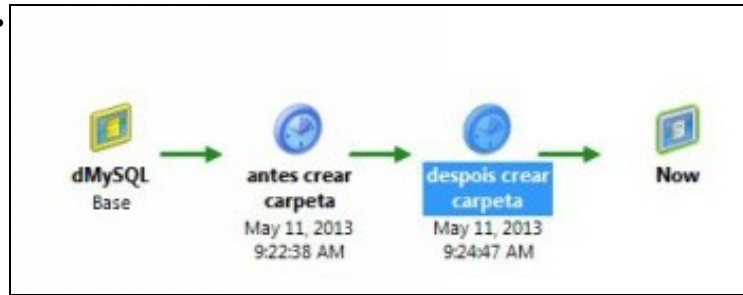 dMySQL
Base
antes crear
carpeta
May 11, 2013
9:22:38 AM
despois crear
carpeta
May 11, 2013
9:24:47 AM
Now